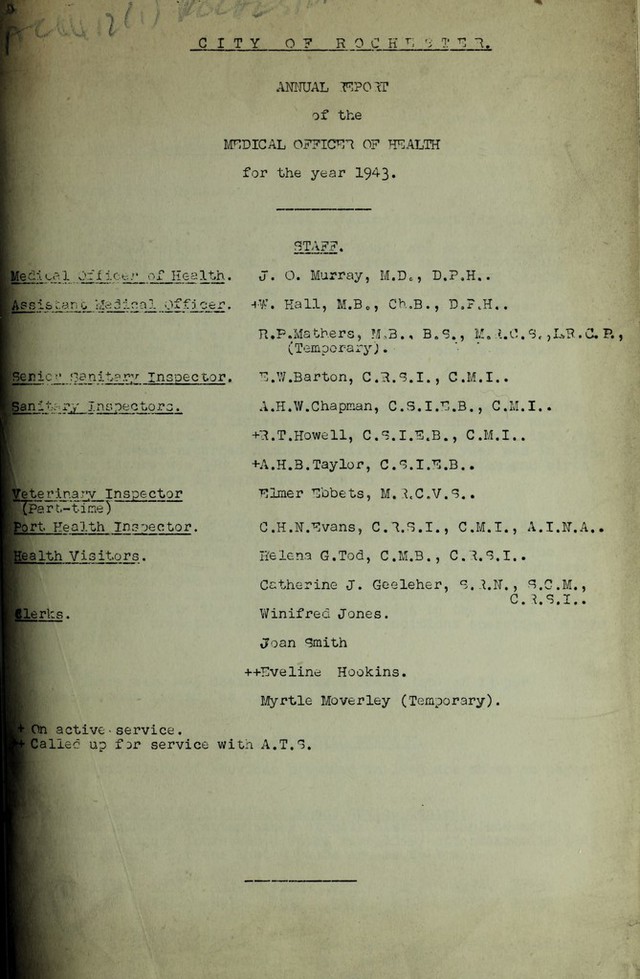 CITY OF ROCHESTER.
ANNUAL REPORT
of the
MEDICAL OFFICER OF HEALTH
for the year 1943.
STAFF.
Medical Officer of Health. J. O. Murray, M.D., D.P.H..
Assistant Medical Officer. +W. Hall, M.B., Ch.B., D.P.H..
R.P.Mathers, M.B., B.S., M.R.C.S.,L.R.C.P.,
(Temporary).
Senior Sanitary Inspector. E.W.Barton, C.R.S.I., C.M.I..
Sanitary Inspectors. A.H.W.Chapman, C.S.I.E.B., C.M.I..
+R.T.Howell, C.S.I.E.B., C.M.I..
+A.H.B.Taylor, C.S.I.E.B..
Veterinary Inspector Elmer Ebbets, M.R.C.V.S..
(Part-time)
Port Health Inspector. C.H.N.Evans, C.R.S.I., C.M.I., A.I.N.A..
Health Visitors. Helena G.Tod, C.M.B., C.R.S.I..
Catherine J. Geeleher, S.R.N., S.C.M.,
C.R.S.I..
Clerks. Winifred Jones.
Joan Smith
++Eveline Hookins.
Myrtle Moverley (Temporary).
+ On active service.
++ Called up for service with A.T.S.